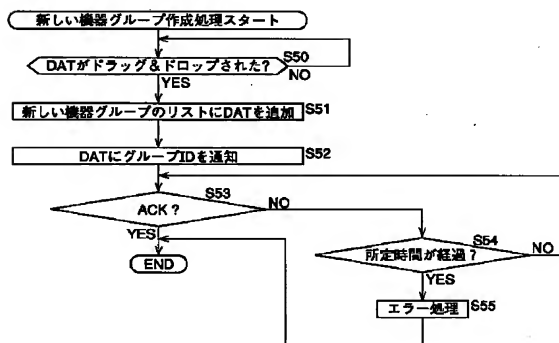 新しい機器グループ作成処理スタート
S50
DATがドラッグ＆ドロップされた？
NO
YES
新しい機器グループのリストにDATを追加
S51
DATにグループIDを通知
S52
S53
ACK？
NO
YES
END
S54
所定時間が経過？
NO
YES
エラー処理
S55